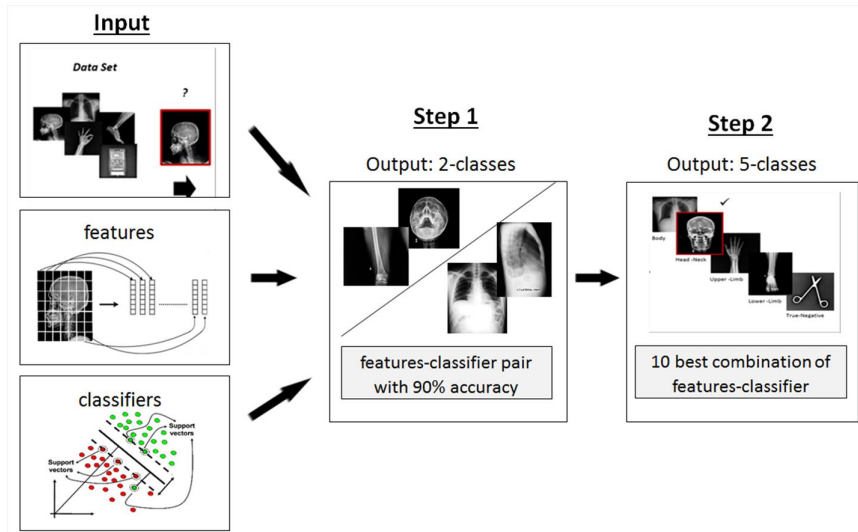 Input
Data Set
?
features
classifiers
Support
vectors
Support
vectors
Step 1
Output: 2-classes
features-classifier pair
with 90% accuracy
Step 2
Output: 5-classes
✓
Body
Head -Neck
Upper -Limb
Lower -Limb
True-Negative
10 best combination of
features-classifier